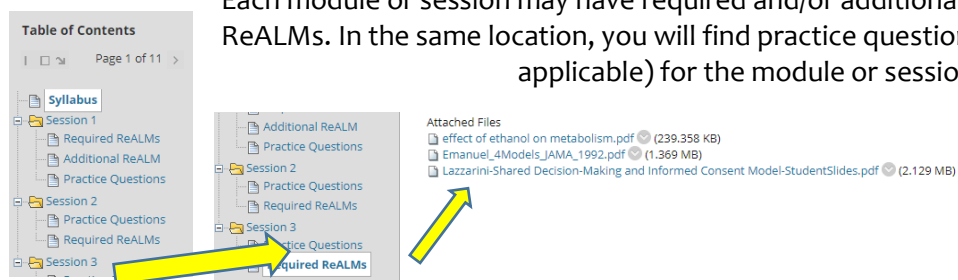 Each module or session may have required and/or additional
ReALMs. In the same location, you will find practice question
applicable) for the module or sessio
Table of Contents
Page 1 of 11
Syllabus
Session 1
Required ReALMs
Additional ReALM
Practice Questions
Session 2
Practice Questions
Required ReALMs
Session 3
Additional ReALM
Practice Questions
Session 2
Practice Questions
Required ReALMs
Session 3
Practice Questions
Required ReALMs
Attached Files
effect of ethanol on metabolism.pdf (239.358 KB)
Emanuel_4Models_JAMA_1992.pdf (1.369 MB)
Lazzarini-Shared Decision-Making and Informed Consent Model-StudentSlides.pdf (2.129 MB)